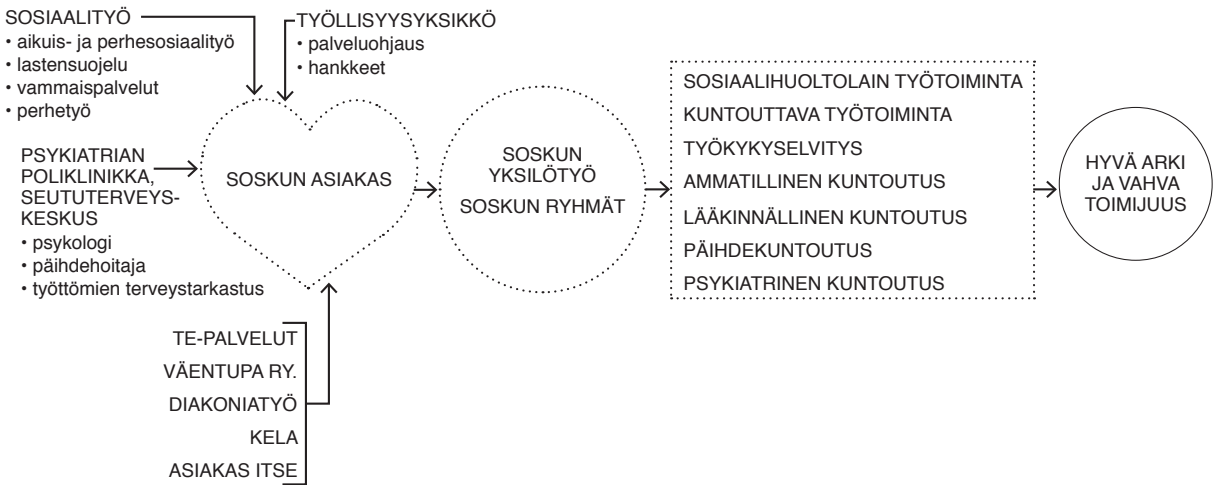 SOSIAALITYÖ
• aikuis- ja perhesosiaalityö
• lastensuojelu
• vammaispalvelut
• perhetyö
TYÖLLISYYSYKSIKKÖ
• palveluohjaus
• hankkeet
PSYKIATRIAN
POLIKLINIKKA,
SEUTUTERVEYS-
KESKUS
• psykologi
• päihdehoitaja
• työttömien terveystarkastus
TE-PALVELUT
VÄENTUPA RY.
DIAKONIATYÖ
KELA
ASIAKAS ITSE
SOSKUN ASIAKAS
SOSKUN
YKSILÖTYÖ
SOSKUN RYHMÄT
SOSIAALIHUOLTOLAIN TYÖTOIMINTA
KUNTOUTTAVA TYÖTOIMINTA
TYÖKYKYSELVITYS
AMMATILLINEN KUNTOUTUS
LÄÄKINNÄLLINEN KUNTOUTUS
PÄIHDEKUNTOUTUS
PSYKIATRINEN KUNTOUTUS
HYVÄ ARKI
JA VAHVA
TOIMIJUUS